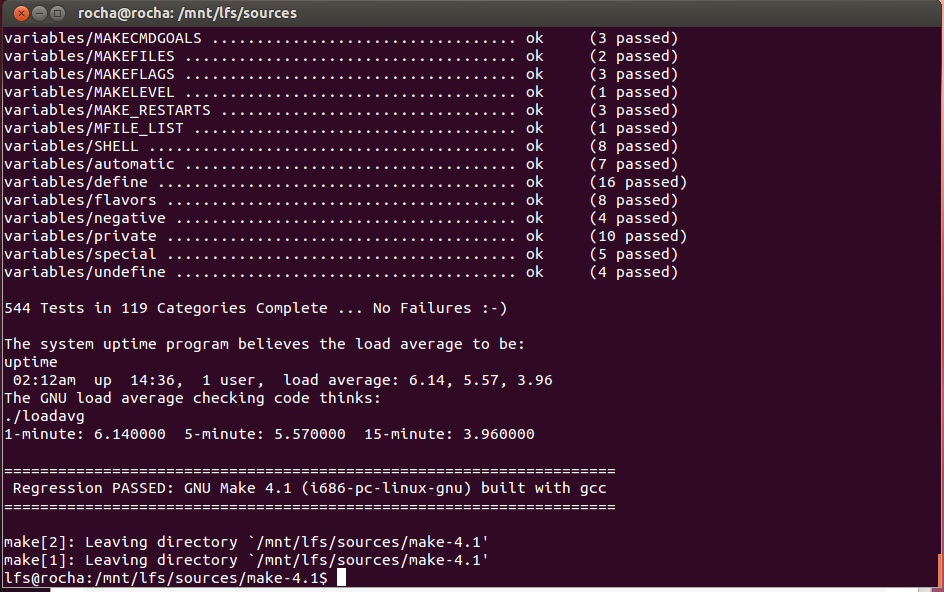 rocha@rocha: /mnt/lfs/sources
variables/MAKECMDGOALS .................................. ok     (3 passed)
variables/MAKEFILES ..................................... ok     (2 passed)
variables/MAKEFLAGS ..................................... ok     (3 passed)
variables/MAKELEVEL ..................................... ok     (1 passed)
variables/MAKE_RESTARTS ................................. ok     (3 passed)
variables/MFILE_LIST .................................... ok     (1 passed)
variables/SHELL ......................................... ok     (8 passed)
variables/automatic ..................................... ok     (7 passed)
variables/define ........................................ ok     (16 passed)
variables/flavors ....................................... ok     (8 passed)
variables/negative ...................................... ok     (4 passed)
variables/private ....................................... ok     (10 passed)
variables/special ....................................... ok     (5 passed)
variables/undefine ...................................... ok     (4 passed)
544 Tests in 119 Categories Complete ... No Failures :-)
The system uptime program believes the load average to be:
uptime
 02:12am  up  14:36,  1 user,  load average: 6.14, 5.57, 3.96
The GNU load average checking code thinks:
./loadavg
1-minute: 6.140000  5-minute: 5.570000  15-minute: 3.960000
====================================================================
 Regression PASSED: GNU Make 4.1 (i686-pc-linux-gnu) built with gcc
====================================================================
make[2]: Leaving directory `/mnt/lfs/sources/make-4.1'
make[1]: Leaving directory `/mnt/lfs/sources/make-4.1'
lfs@rocha:/mnt/lfs/sources/make-4.1$